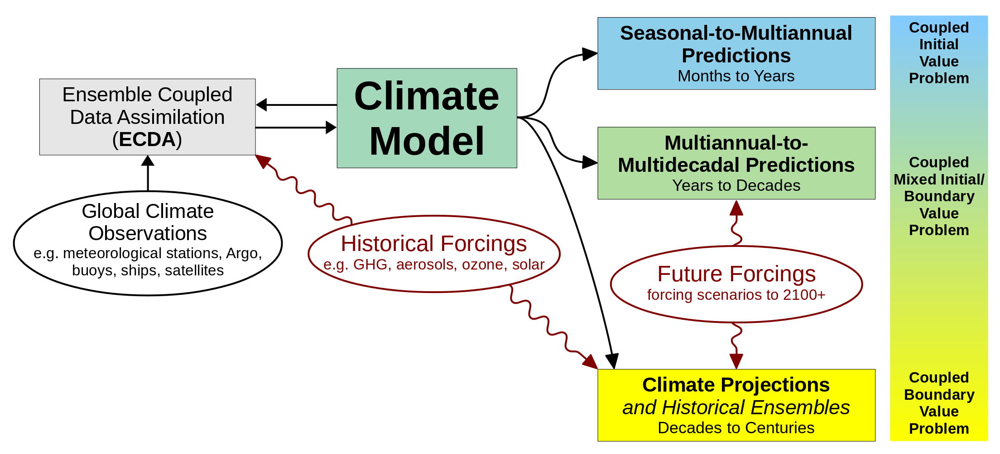 Ensemble Coupled
Data Assimilation
(ECDA)
Global Climate
Observations
e.g. meteorological stations, Argo,
buoys, ships, satellites
Climate
Model
Historical Forcings
e.g. GHG, aerosols, ozone, solar
Seasonal-to-Multiannual
Predictions
Months to Years
Multiannual-to-
Multidecadal Predictions
Years to Decades
Future Forcings
forcing scenarios to 2100+
Climate Projections
and Historical Ensembles
Decades to Centuries
Coupled
Initial
Value
Problem
Coupled
Mixed Initial/
Boundary
Value
Problem
Coupled
Boundary
Value
Problem